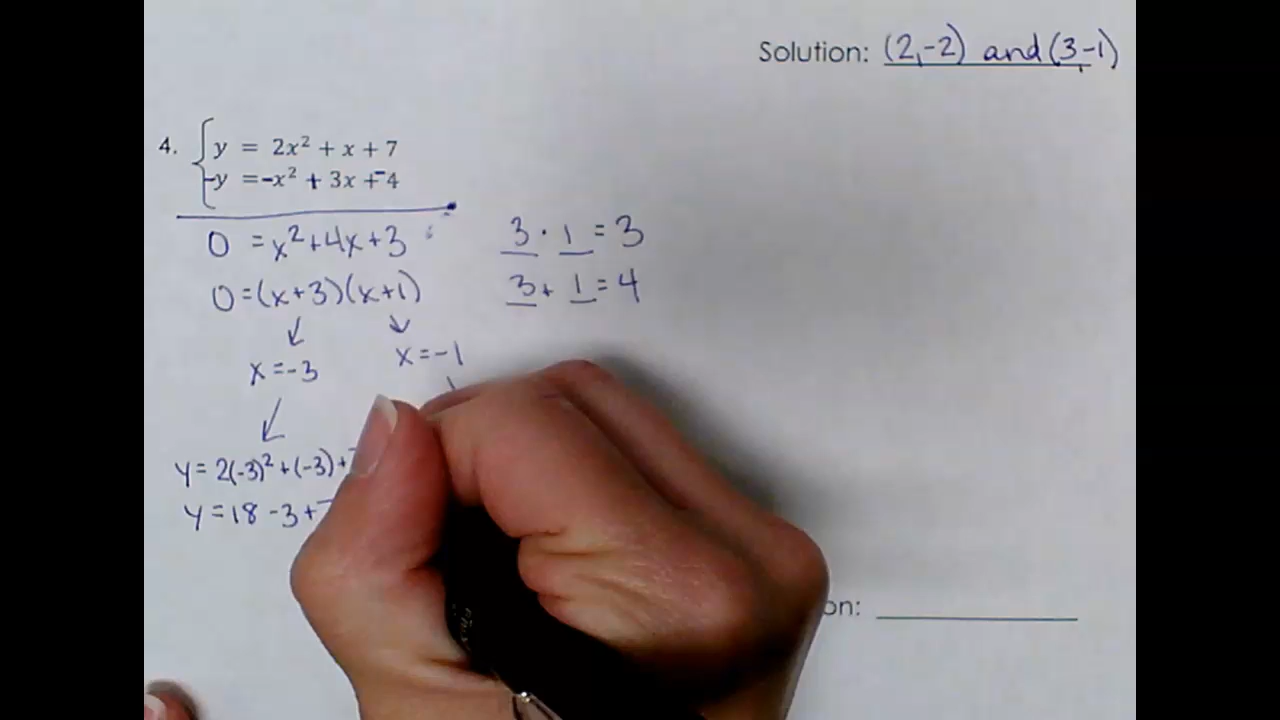 Solution: (2,-2) and (3,-1)
4. y = 2x² + x + 7
-y = -x² + 3x + -4
0 = x² + 4x + 3
3 · 1 = 3
0 = (x+3)(x+1)
3 + 1 = 4
x = -3
x = -1
y = 2(-3)² + (-3) +
y = 18 - 3 +
on: